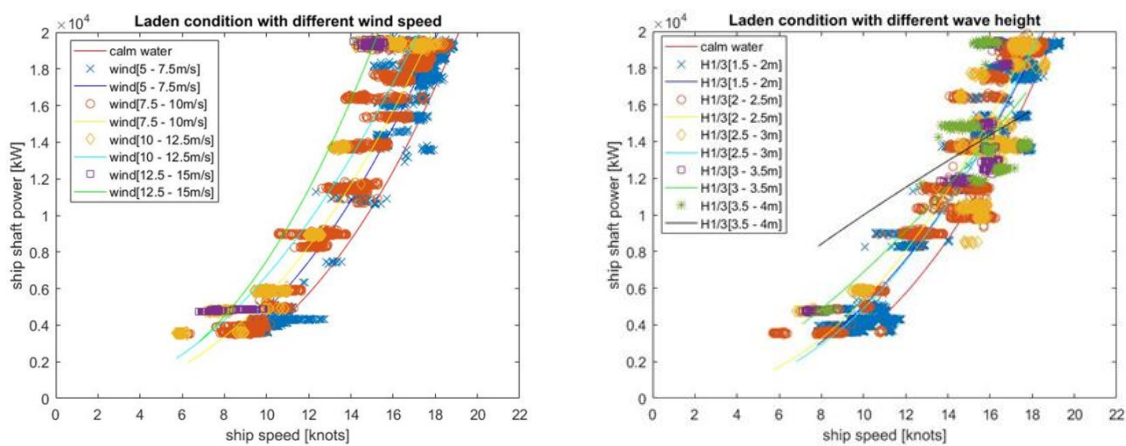 Laden condition with different wind speed
× 10⁴
2
1.8
1.6
1.4
1.2
1
0.8
0.6
0.4
0.2
0
ship shaft power [kW]
calm water
wind[5 - 7.5m/s]
wind[5 - 7.5m/s]
wind[7.5 - 10m/s]
wind[7.5 - 10m/s]
wind[10 - 12.5m/s]
wind[10 - 12.5m/s]
wind[12.5 - 15m/s]
wind[12.5 - 15m/s]
0 2 4 6 8 10 12 14 16 18 20 22
ship speed [knots]
Laden condition with different wave height
× 10⁴
2
1.8
1.6
1.4
1.2
1
0.8
0.6
0.4
0.2
0
ship shaft power [kW]
calm water
H1/3[1.5 - 2m]
H1/3[1.5 - 2m]
H1/3[2 - 2.5m]
H1/3[2 - 2.5m]
H1/3[2.5 - 3m]
H1/3[2.5 - 3m]
H1/3[3 - 3.5m]
H1/3[3 - 3.5m]
H1/3[3.5 - 4m]
H1/3[3.5 - 4m]
0 2 4 6 8 10 12 14 16 18 20 22
ship speed [knots]